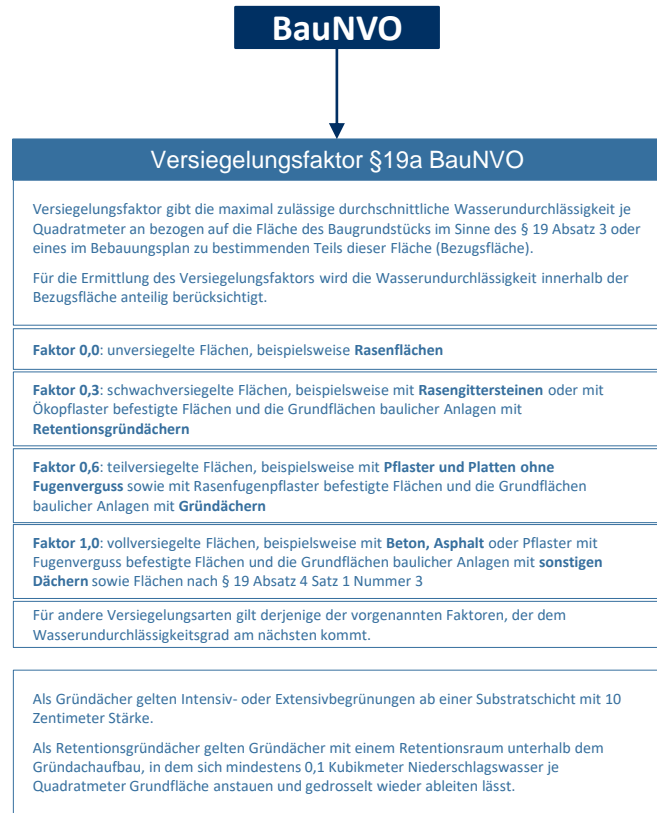 BauNVO
Versiegelungsfaktor §19a BauNVO
Versiegelungsfaktor gibt die maximal zulässige durchschnittliche Wasserundurchlässigkeit je
Quadratmeter an bezogen auf die Fläche des Baugrundstücks im Sinne des § 19 Absatz 3 oder
eines im Bebauungsplan zu bestimmenden Teils dieser Fläche (Bezugsfläche).
Für die Ermittlung des Versiegelungsfaktors wird die Wasserundurchlässigkeit innerhalb der
Bezugsfläche anteilig berücksichtigt.
Faktor 0,0: unversiegelte Flächen, beispielsweise Rasenflächen
Faktor 0,3: schwachversiegelte Flächen, beispielsweise mit Rasengittersteinen oder mit
Ökopflaster befestigte Flächen und die Grundflächen baulicher Anlagen mit
Retentionsgründächern
Faktor 0,6: teilversiegelte Flächen, beispielsweise mit Pflaster und Platten ohne
Fugenverguss sowie mit Rasenfugenpflaster befestigte Flächen und die Grundflächen
baulicher Anlagen mit Gründächern
Faktor 1,0: vollversiegelte Flächen, beispielsweise mit Beton, Asphalt oder Pflaster mit
Fugenverguss befestigte Flächen und die Grundflächen baulicher Anlagen mit sonstigen
Dächern sowie Flächen nach § 19 Absatz 4 Satz 1 Nummer 3
Für andere Versiegelungsarten gilt derjenige der vorgenannten Faktoren, der dem
Wasserundurchlässigkeitsgrad am nächsten kommt.
Als Gründächer gelten Intensiv- oder Extensivbegrünungen ab einer Substratschicht mit 10
Zentimeter Stärke.
Als Retentionsgründächer gelten Gründächer mit einem Retentionsraum unterhalb dem
Gründachaufbau, in dem sich mindestens 0,1 Kubikmeter Niederschlagswasser je
Quadratmeter Grundfläche anstauen und gedrosselt wieder ableiten lässt.